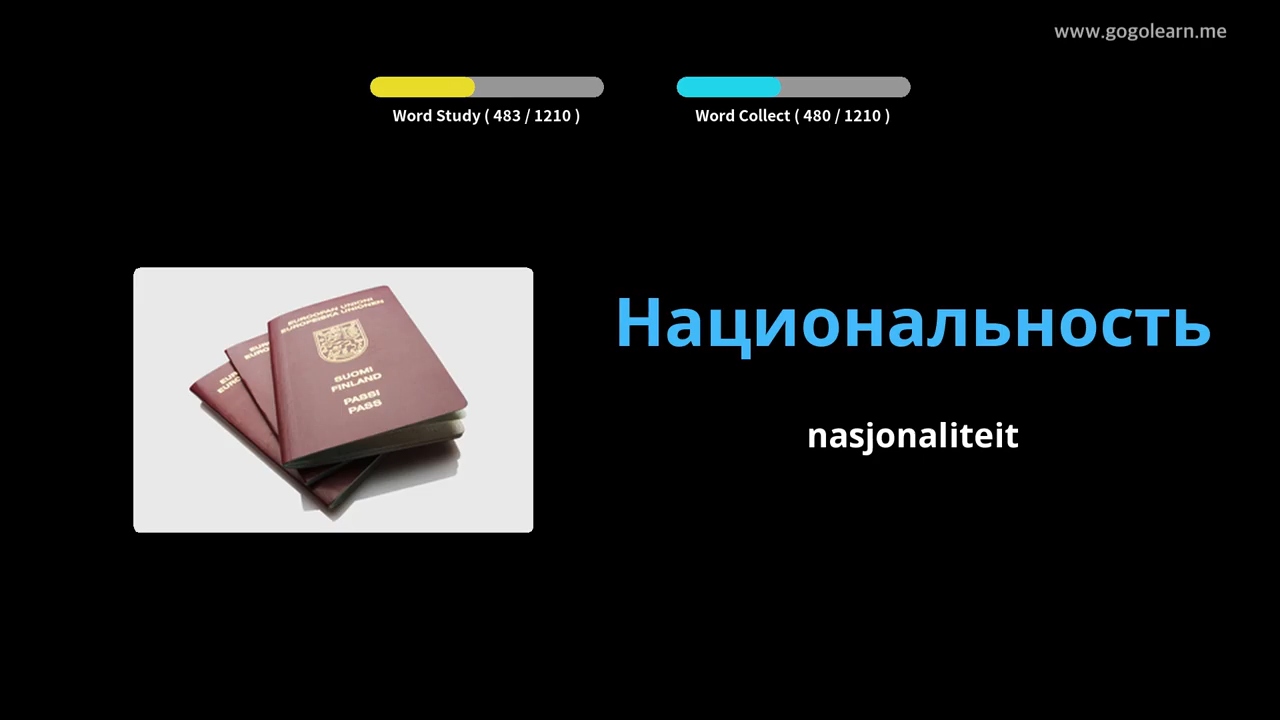 www.gogolearn.me
Word Study ( 483 / 1210 )
Word Collect ( 480 / 1210 )
Национальность
nasjonaliteit
EUROOPAN UNIONI
EUROPEISKA UNIONEN
SUOMI
FINLAND
PASSI
PASS